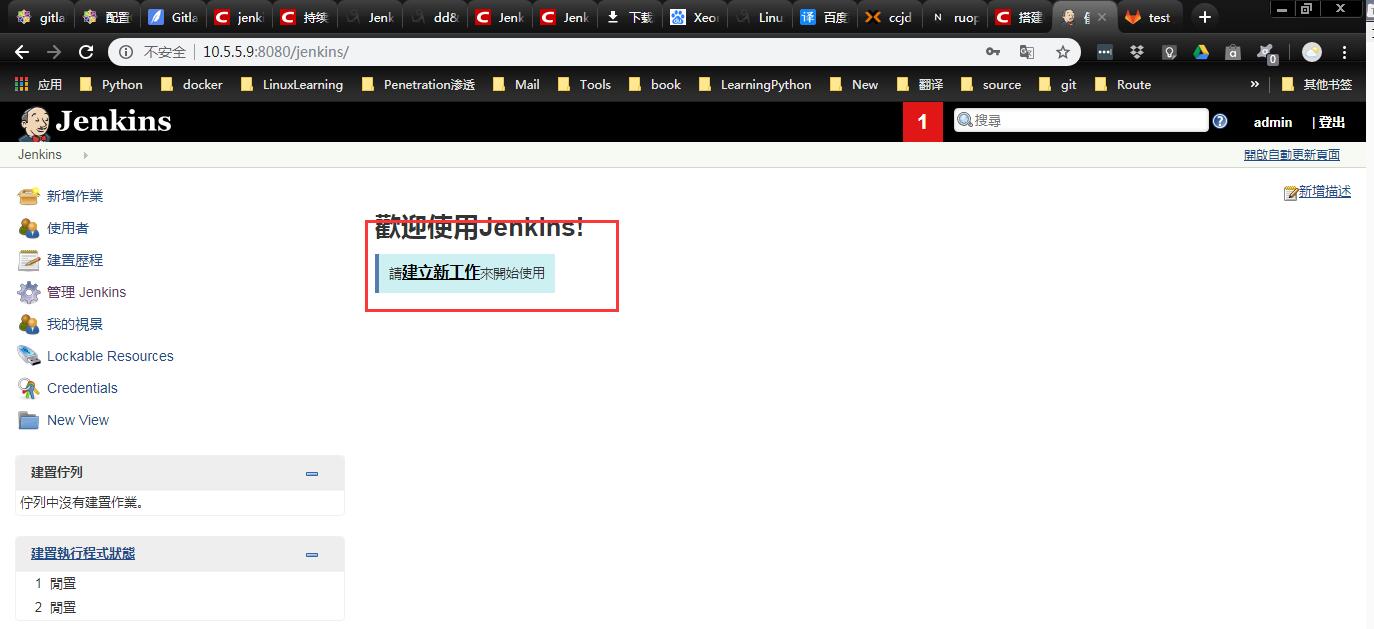 gitla 配置 Gitla jenki 持续 Jenk dd8 Jenk Jenk 下载 Xeo Linu 百度 ccjd ruop 搭建 test
不安全 10.5.5.9:8080/jenkins/
应用 Python docker LinuxLearning Penetration渗透 Mail Tools book LearningPython New 翻译 source git Route » 其他书签
Jenkins 1 搜尋 admin | 登出
Jenkins 開啟自動更新頁面
新增作業
新增描述
使用者
歡迎使用Jenkins!
建置歷程
請建立新工作來開始使用
管理 Jenkins
我的視景
Lockable Resources
Credentials
New View
建置佇列
佇列中沒有建置作業。
建置執行程式狀態
1 閒置
2 閒置